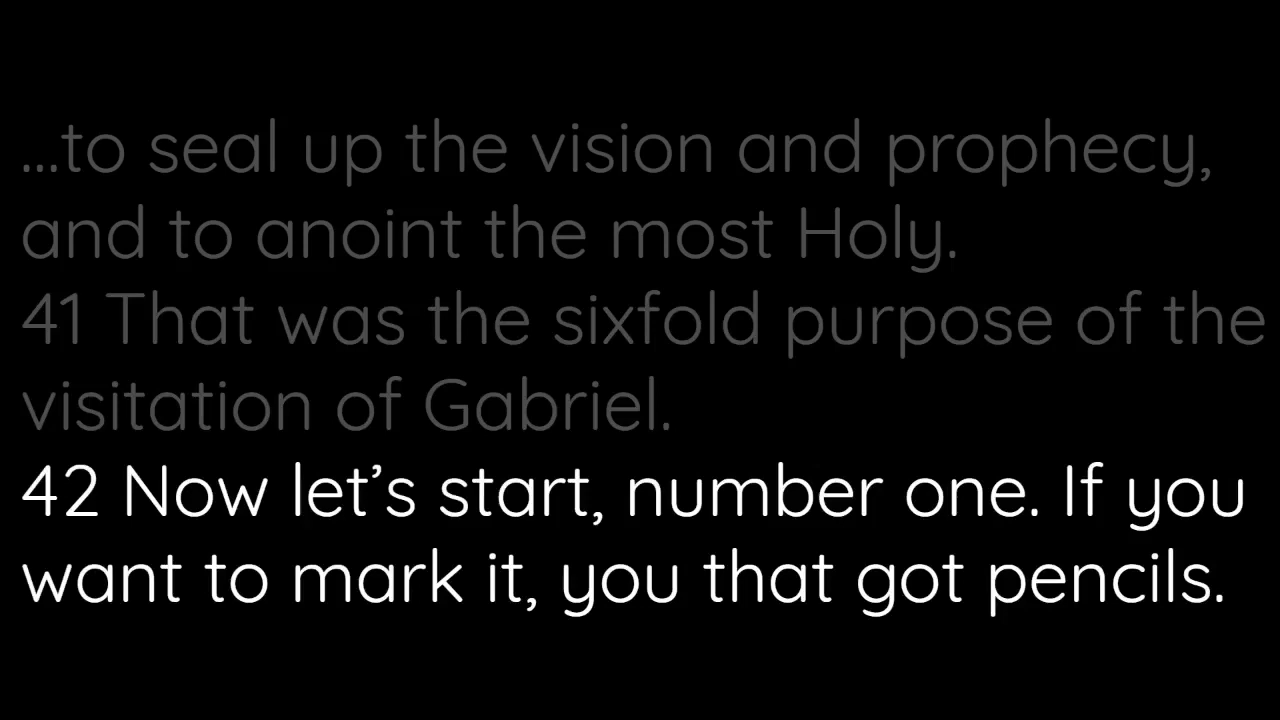 ...to seal up the vision and prophecy,
and to anoint the most Holy.
41 That was the sixfold purpose of the
visitation of Gabriel.
42 Now let’s start, number one. If you
want to mark it, you that got pencils.